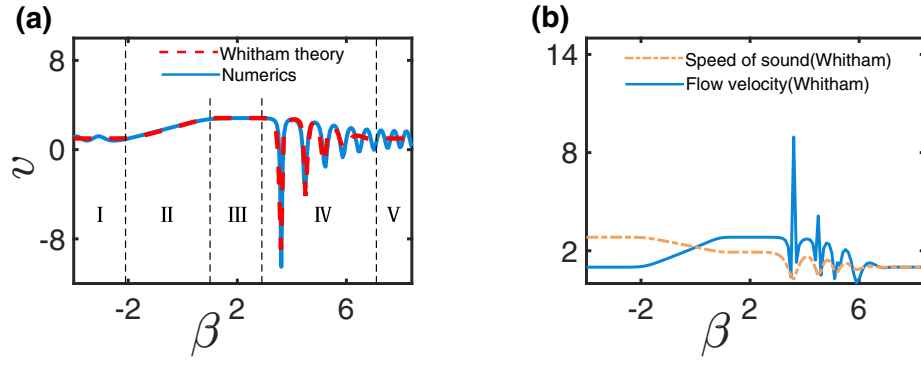 (a)
8
0
-8
v
Whitham theory
Numerics
I
II
III
IV
V
-2
2
6
β
(b)
14
8
2
Speed of sound(Whitham)
Flow velocity(Whitham)
-2
2
6
β